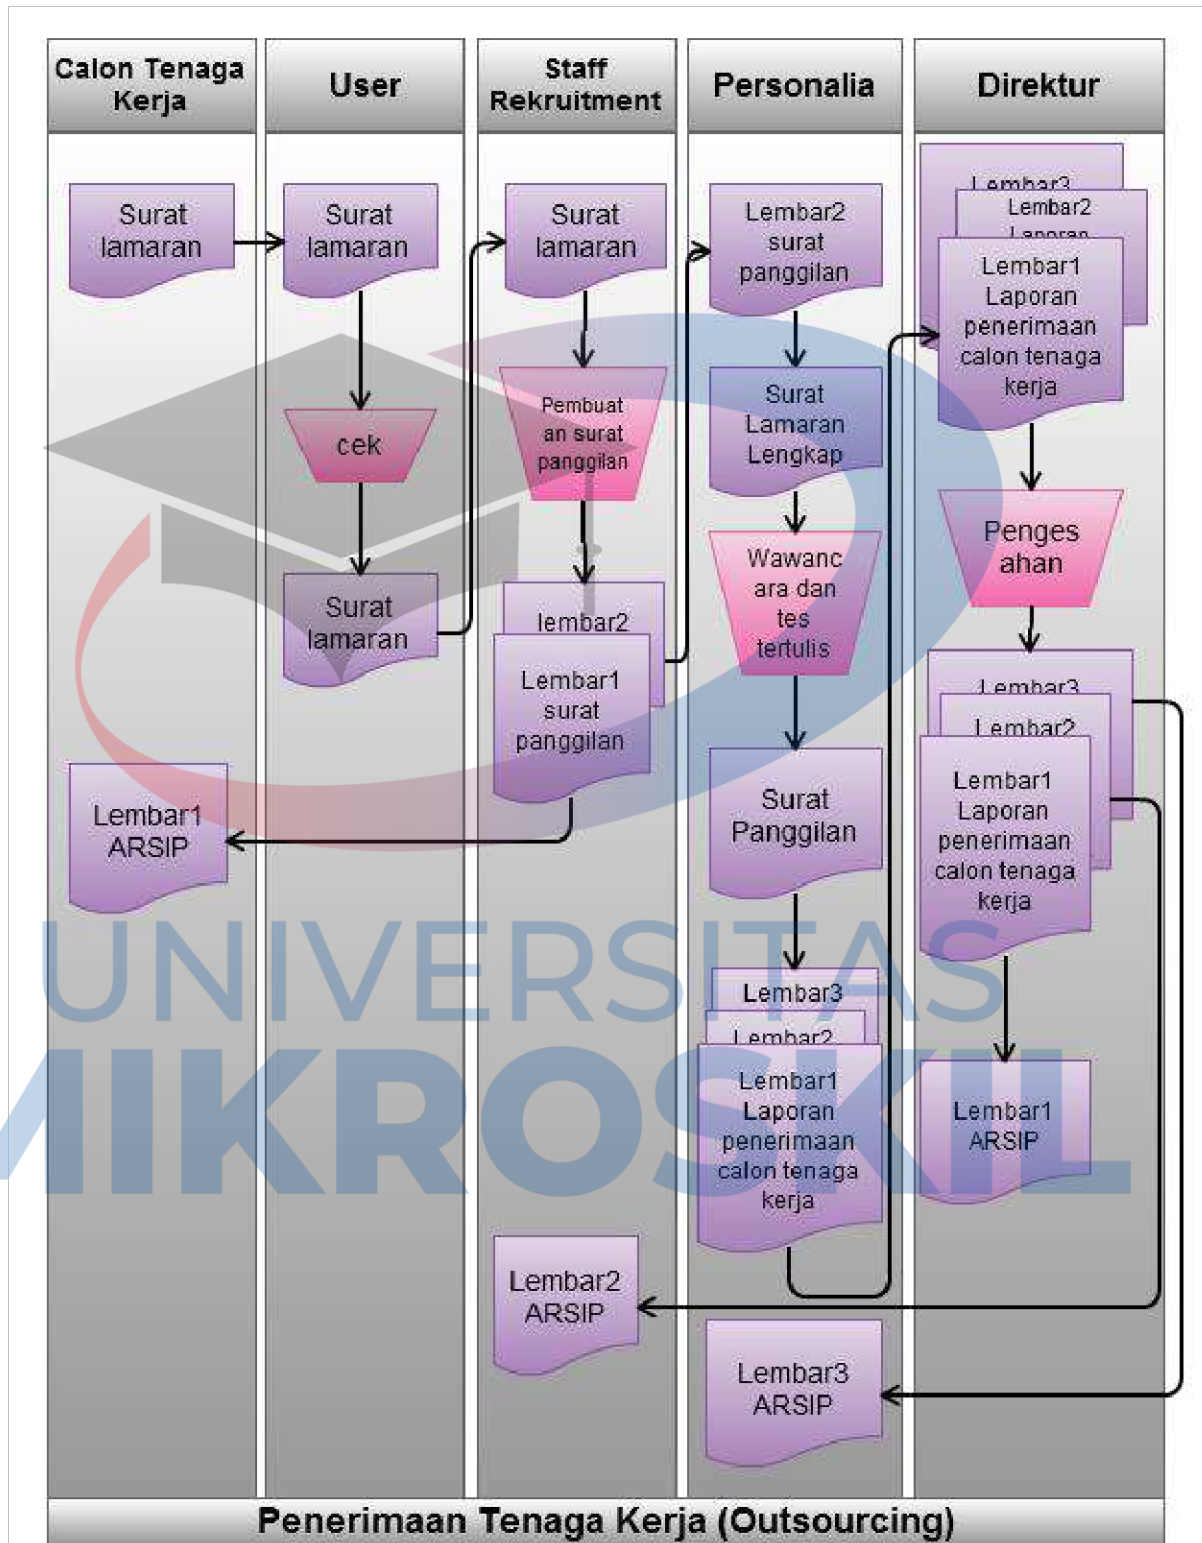 Calon Tenaga
Kerja
User
Staff
Rekruitment
Personalia
Direktur
Surat
lamaran
Surat
lamaran
cek
Surat
lamaran
Surat
lamaran
Pembuat
an surat
panggilan
lembar2
Lembar1
surat
panggilan
Lembar1
ARSIP
Lembar2
surat
panggilan
Surat
Lamaran
Lengkap
Wawanc
ara dan
tes
tertulis
Surat
Panggilan
Lembar3
Lembar2
Lembar1
Laporan
penerimaan
calon tenaga
kerja
Lembar3
Lembar2
Laporan
Lembar1
Laporan
penerimaan
calon tenaga
kerja
Penges
ahan
Lembar3
Lembar2
Lembar1
Laporan
penerimaan
calon tenaga
kerja
Lembar1
ARSIP
Lembar2
ARSIP
Lembar3
ARSIP
UNIVERSITAS
MIKROSKIL
Penerimaan Tenaga Kerja (Outsourcing)